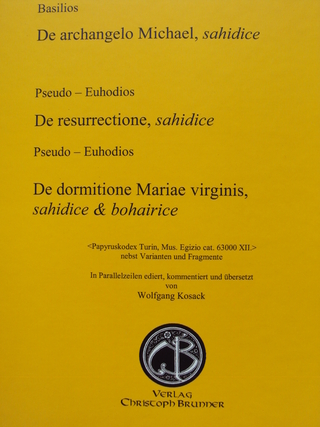 Basilios
De archangelo Michael, sahidice
Pseudo – Euhodios
De resurrectione, sahidice
Pseudo – Euhodios
De dormitione Mariae virginis,
sahidice & bohairice
<Papyruskodex Turin, Mus. Egizio cat. 63000 XII.>
nebst Varianten und Fragmente
In Parallelzeilen ediert, kommentiert und übersetzt
von
Wolfgang Kosack
CB
VERLAG
CHRISTOPH BRUNNER